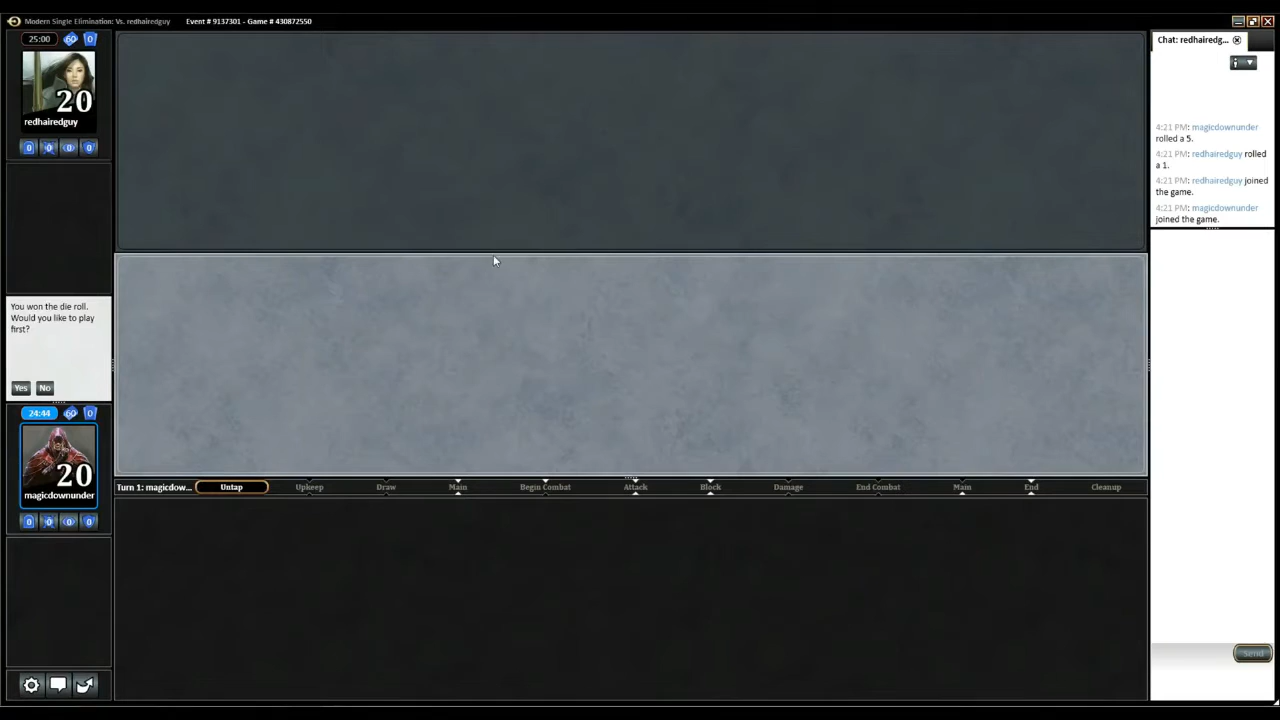 Modern Single Elimination: Vs. redhairedguy Event # 9137301 - Game # 430872550
25:00 60 0
20
redhairedguy
0 0 0 0
You won the die roll.
Would you like to play
first?
Yes No
24:44 60 0
20
magicdownunder
0 0 0 0
Turn 1: magicdow... Untap Upkeep Draw Main Begin Combat Attack Block Damage End Combat Main End Cleanup
Chat: redhairedg...
4:21 PM: magicdownunder
rolled a 5.
4:21 PM: redhairedguy rolled
a 1.
4:21 PM: redhairedguy joined
the game.
4:21 PM: magicdownunder
joined the game.
Send